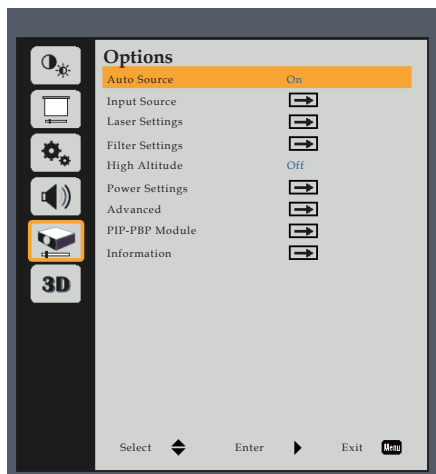 Options
Auto Source On
Input Source
Laser Settings
Filter Settings
High Altitude Off
Power Settings
Advanced
PIP-PBP Module
Information
3D
Select Enter Exit Menu